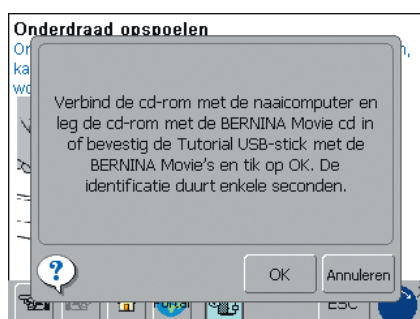 Onderdraad opspoelen
Verbind de cd-rom met de naaicomputer en
leg de cd-rom met de BERNINA Movie cd in
of bevestig de Tutorial USB-stick met de
BERNINA Movie's en tik op OK. De
identificatie duurt enkele seconden.
?
OK
Annuleren
ESC